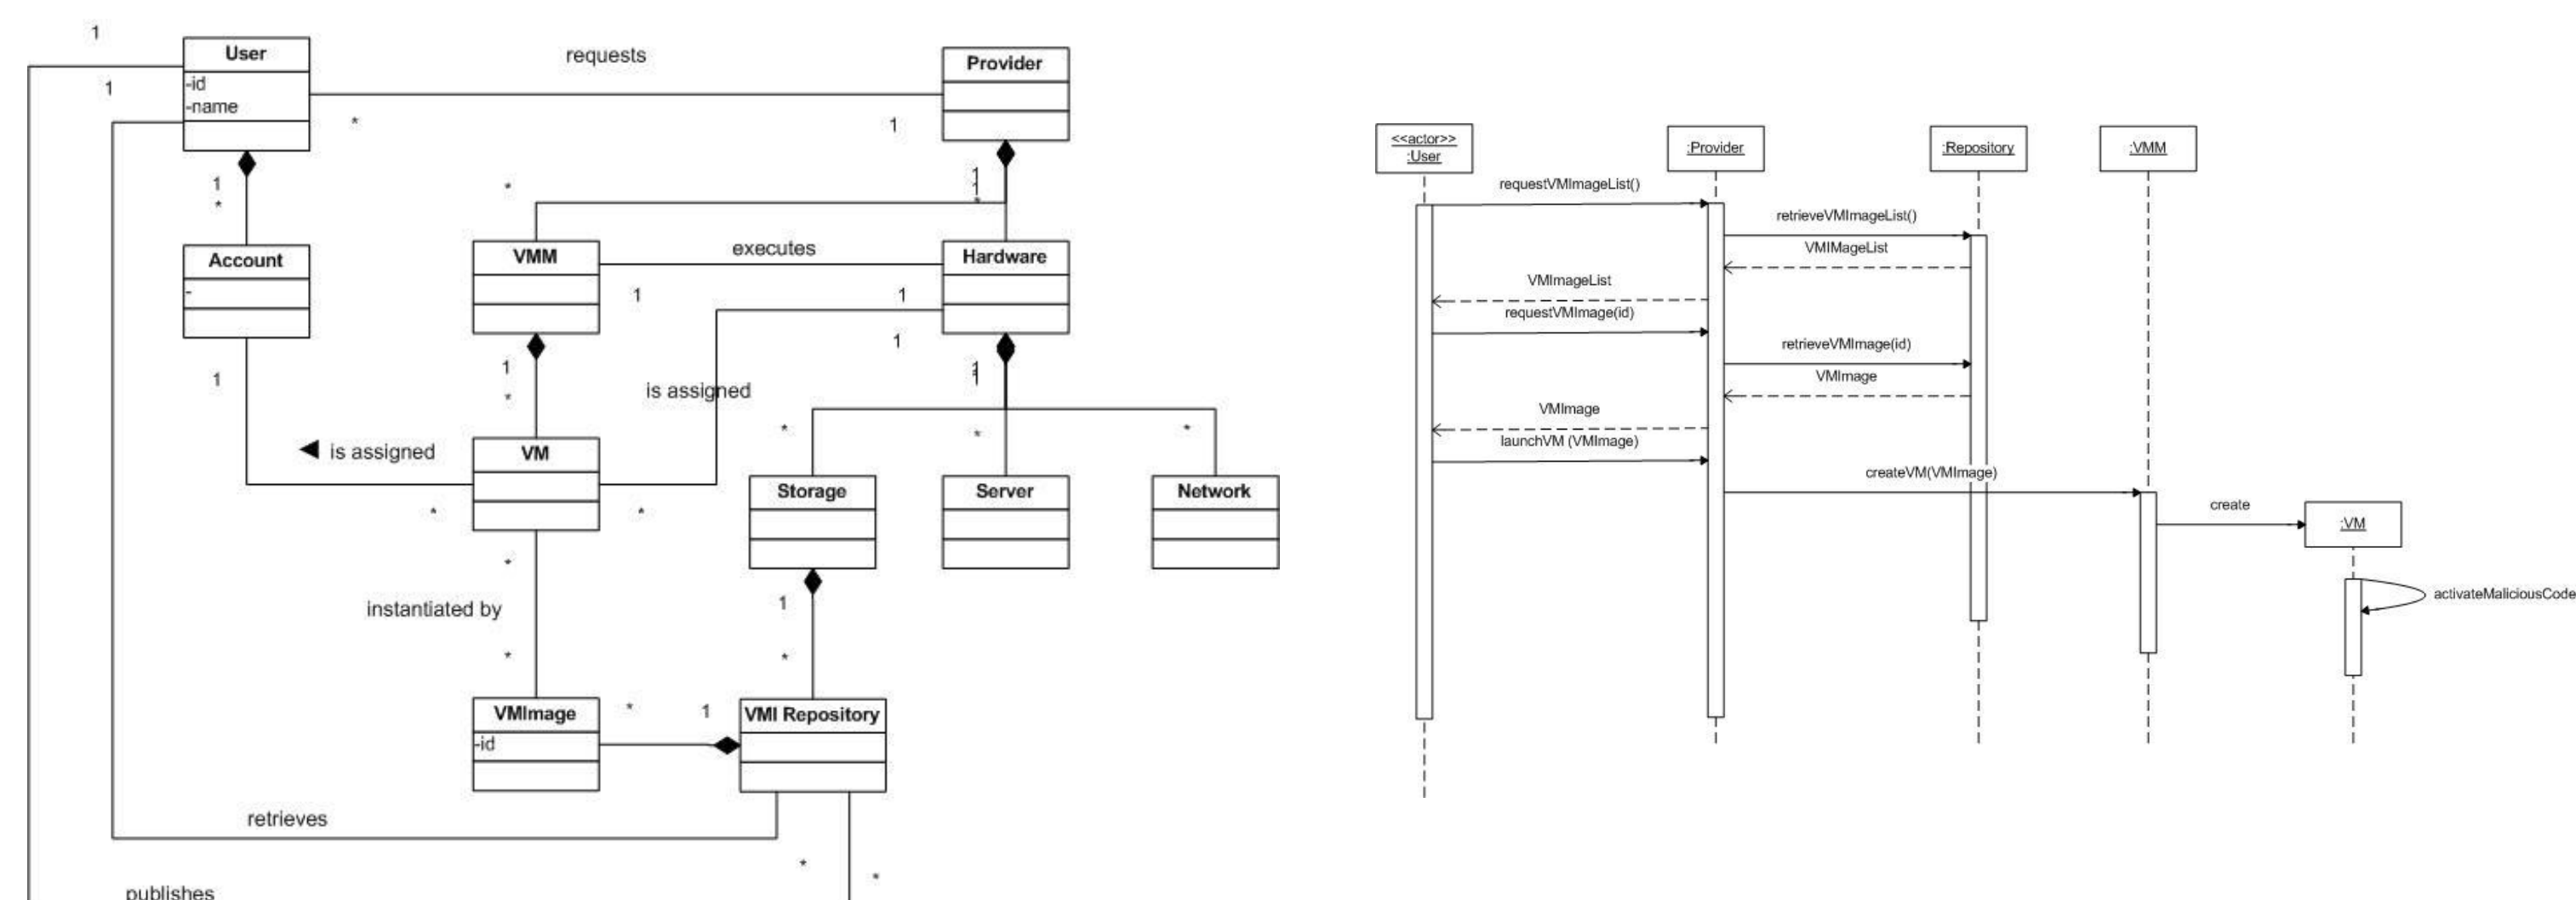 1
User
-id
-name
1
requests
*
1
Provider
1
*
Account
-
1
*
VMM
1
*
executes
1
1
1
*
Hardware
1
1
is assigned
is assigned
VM
*
*
*
*
*
Storage
Server
Network
*
instantiated by
*
1
*
VMImage
-id
*
1
VMI Repository
retrieves
*
*
publishes
<<actor>>
:User
:Provider
:Repository
:VMM
requestVMImageList()
retrieveVMImageList()
VMIMageList
VMImageList
requestVMImage(id)
retrieveVMImage(id)
VMImage
VMImage
launchVM (VMImage)
createVM(VMImage)
create
:VM
activateMaliciousCode